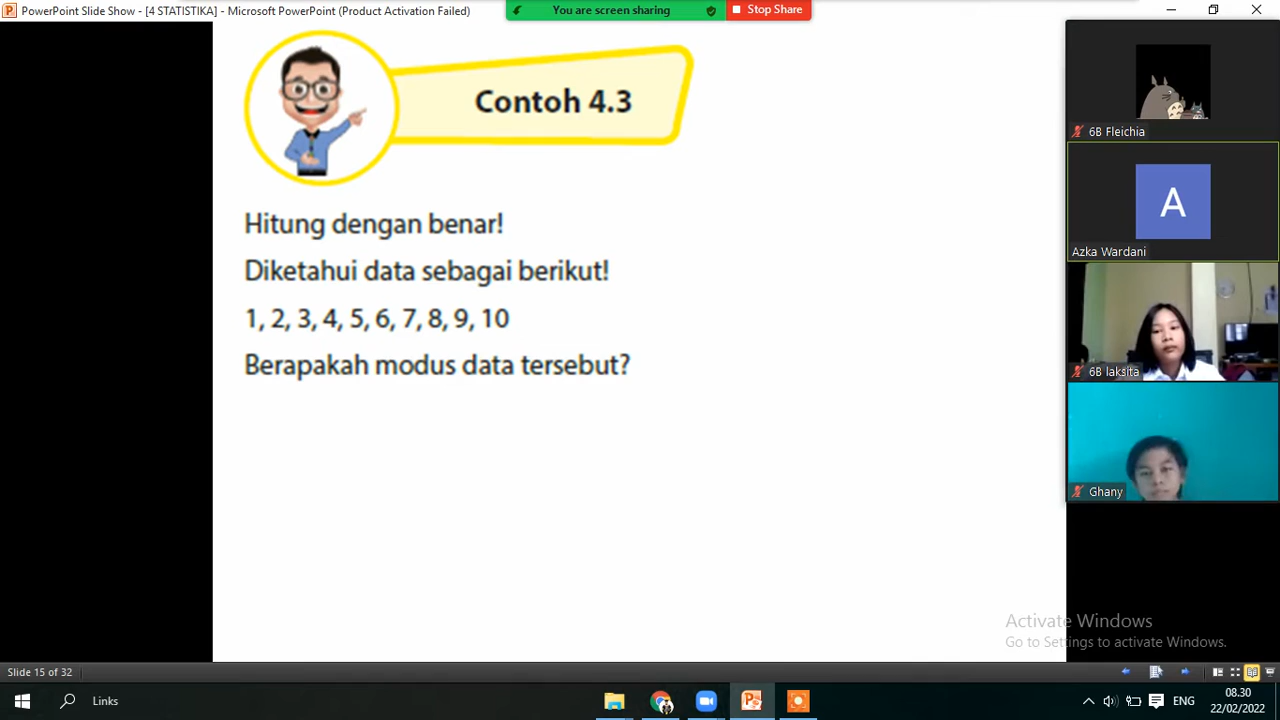 PowerPoint Slide Show - [4 STATISTIKA] - Microsoft PowerPoint (Product Activation Failed)
You are screen sharing
Stop Share
Contoh 4.3
Hitung dengan benar!
Diketahui data sebagai berikut!
1, 2, 3, 4, 5, 6, 7, 8, 9, 10
Berapakah modus data tersebut?
6B Fleichia
A
Azka Wardani
6B laksita
Ghany
Activate Windows
Go to Settings to activate Windows.
Slide 15 of 32
Links
ENG
08.30
22/02/2022